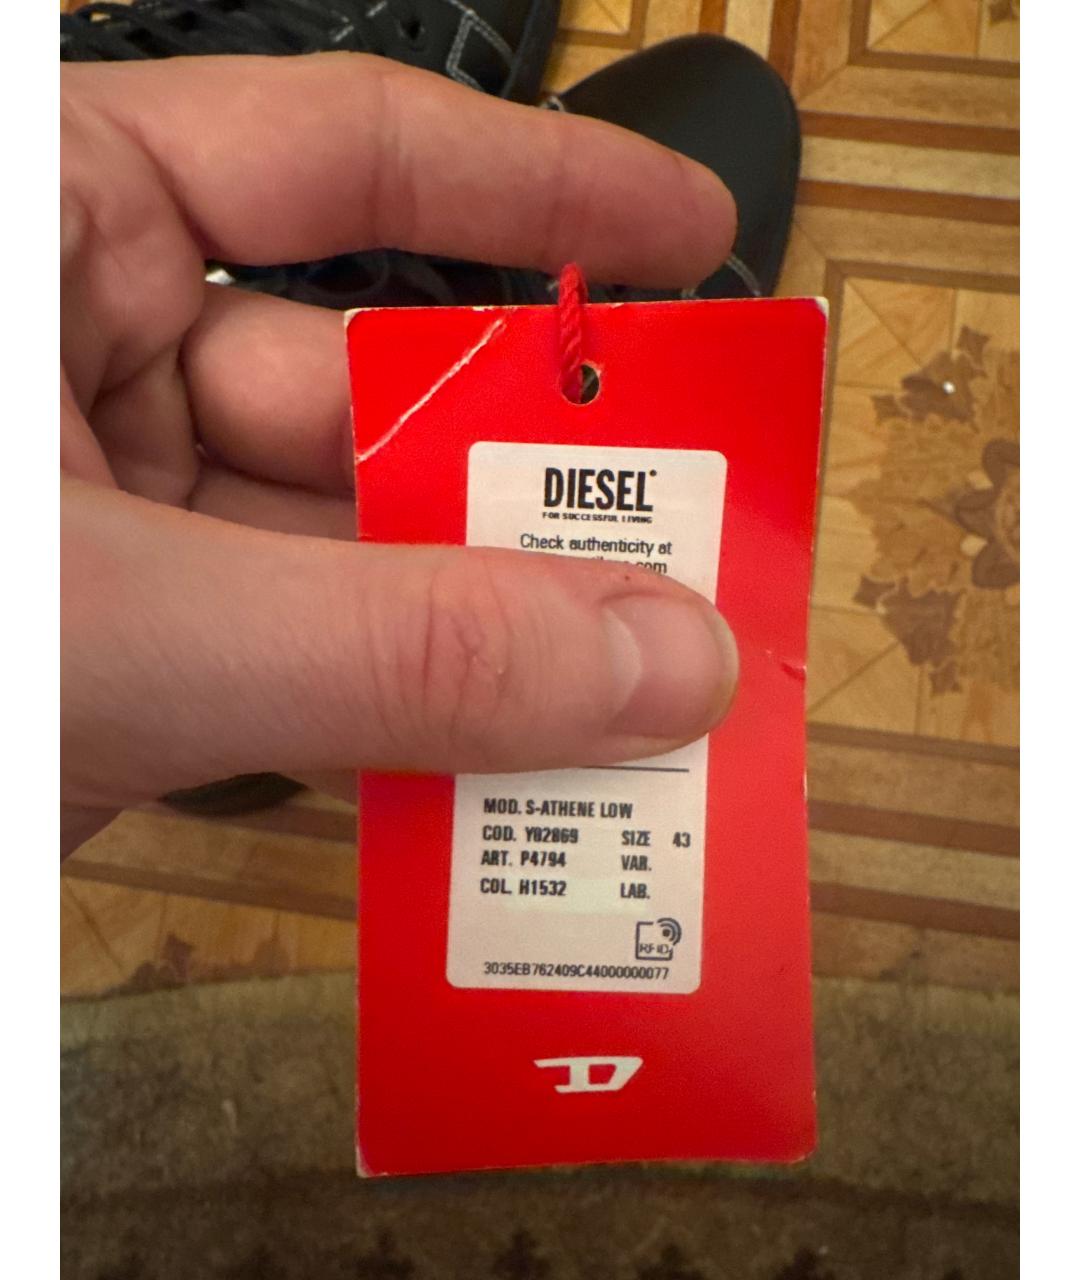 DIESEL
FOR SUCCESSFUL LIVING
Check authenticity at
com
MOD. S-ATHENE LOW
COD. Y02869 SIZE 43
ART. P4794 VAR.
COL. H1532 LAB.
RFID
3035EB762409C44000000077
D